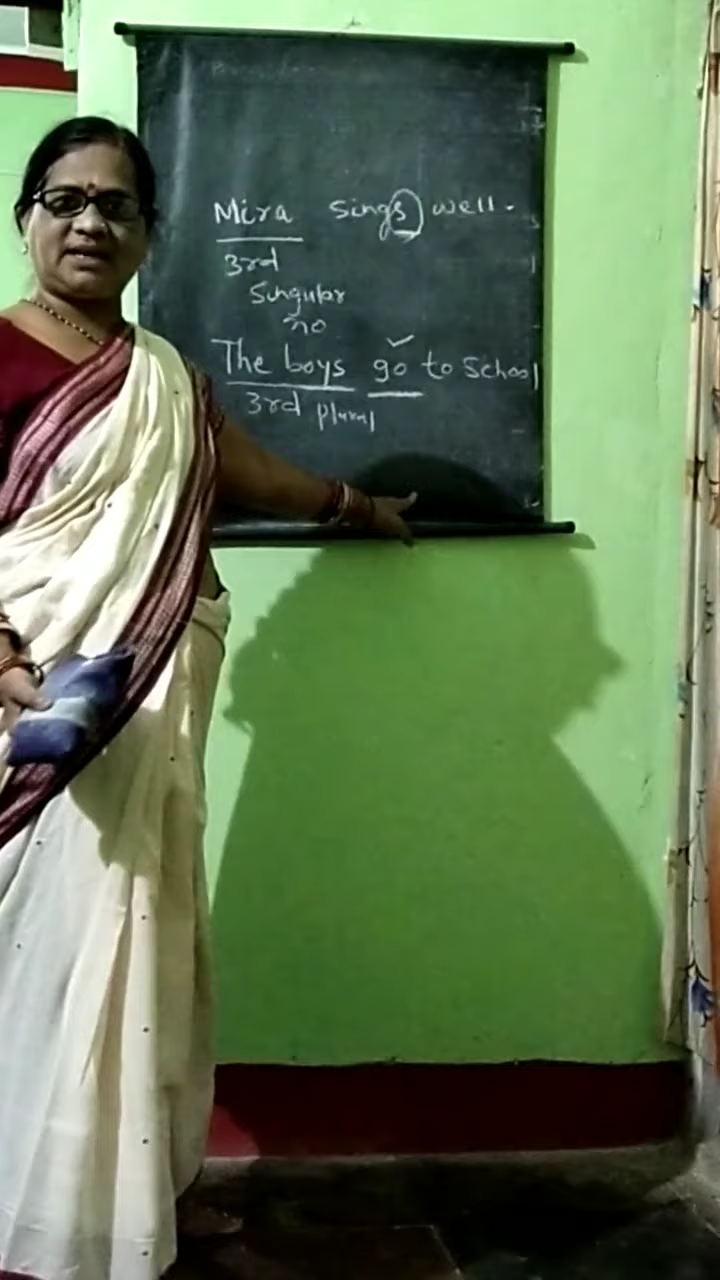 Mira sings well.
3rd
Singular
no
The boys go to School
3rd plural